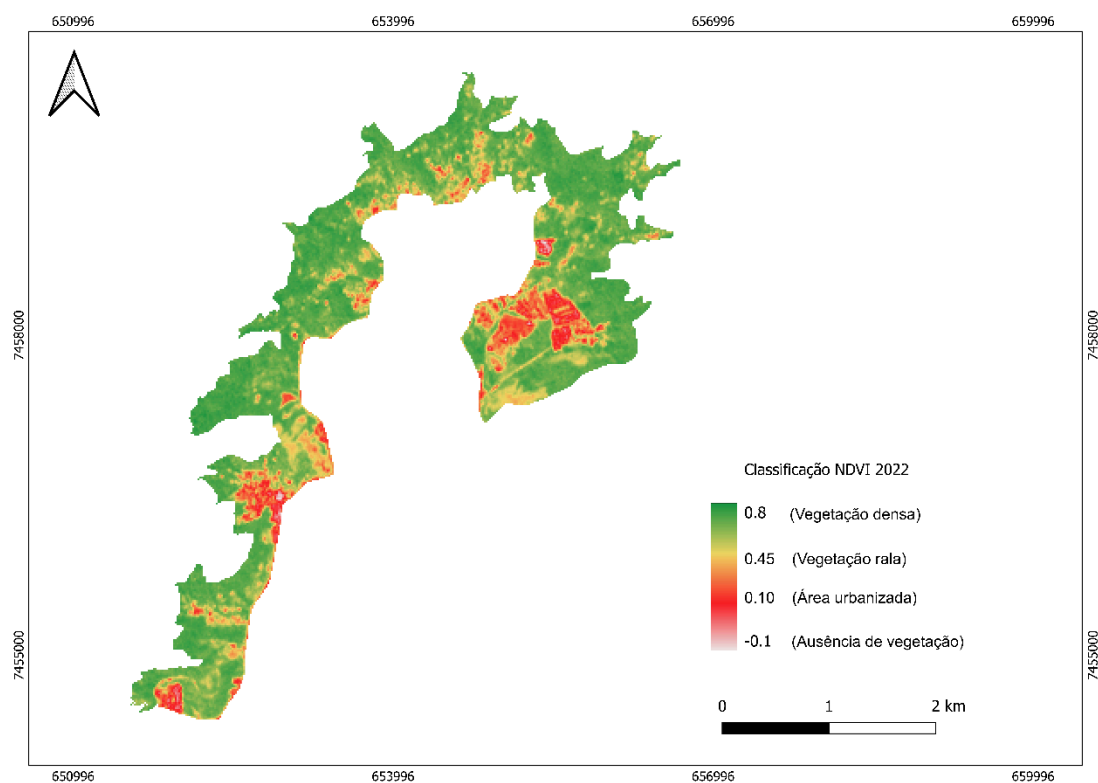 650996 653996 656996 659996
7458000 7458000
Classificação NDVI 2022
0.8 (Vegetação densa)
0.45 (Vegetação rala)
0.10 (Área urbanizada)
-0.1 (Ausência de vegetação)
7455000 7455000
0 1 2 km
650996 653996 656996 659996